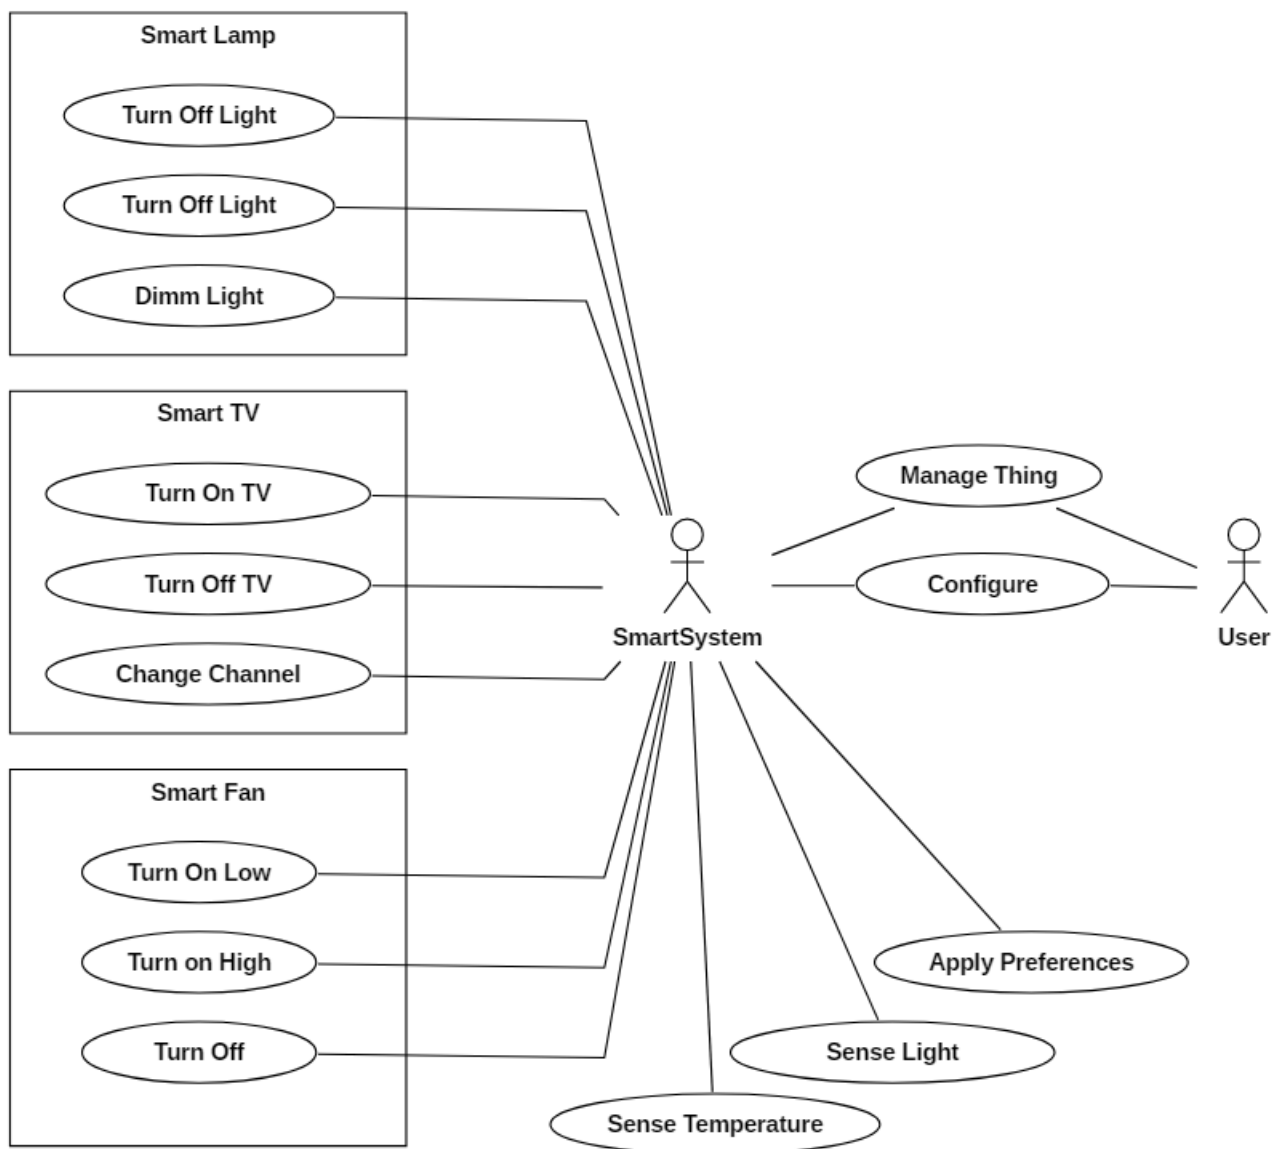 Smart Lamp
Turn Off Light
Turn Off Light
Dimm Light
Smart TV
Turn On TV
Turn Off TV
Change Channel
Smart Fan
Turn On Low
Turn on High
Turn Off
SmartSystem
Manage Thing
Configure
User
Apply Preferences
Sense Light
Sense Temperature